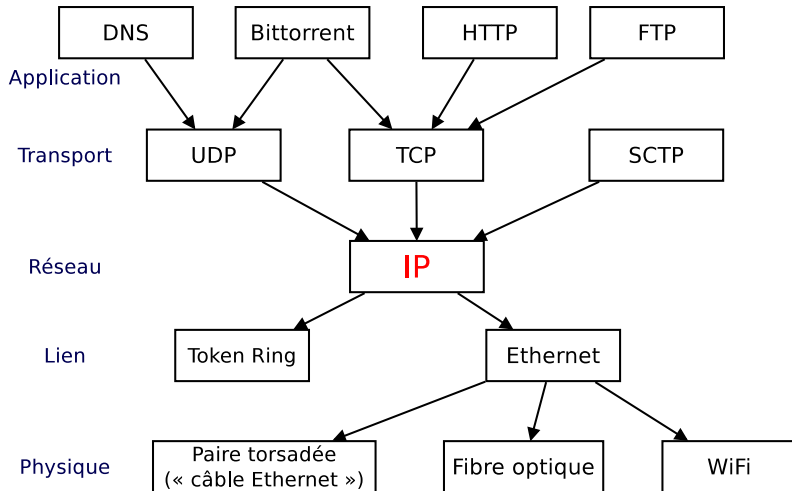 DNS
Bittorrent
HTTP
FTP
Application
Transport
UDP
TCP
SCTP
Réseau
IP
Lien
Token Ring
Ethernet
Physique
Paire torsadée
(« câble Ethernet »)
Fibre optique
WiFi